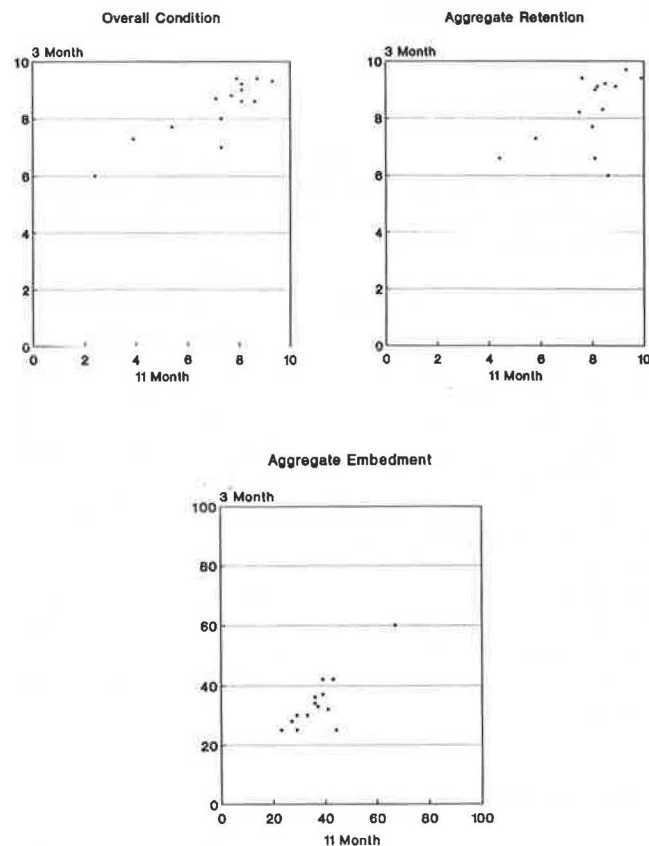 Overall Condition
3 Month
10
8
6
4
2
0
0 2 4 6 8 10
11 Month
Aggregate Retention
3 Month
10
8
6
4
2
0
0 2 4 6 8 10
11 Month
Aggregate Embedment
3 Month
100
80
60
40
20
0
0 20 40 60 80 100
11 Month